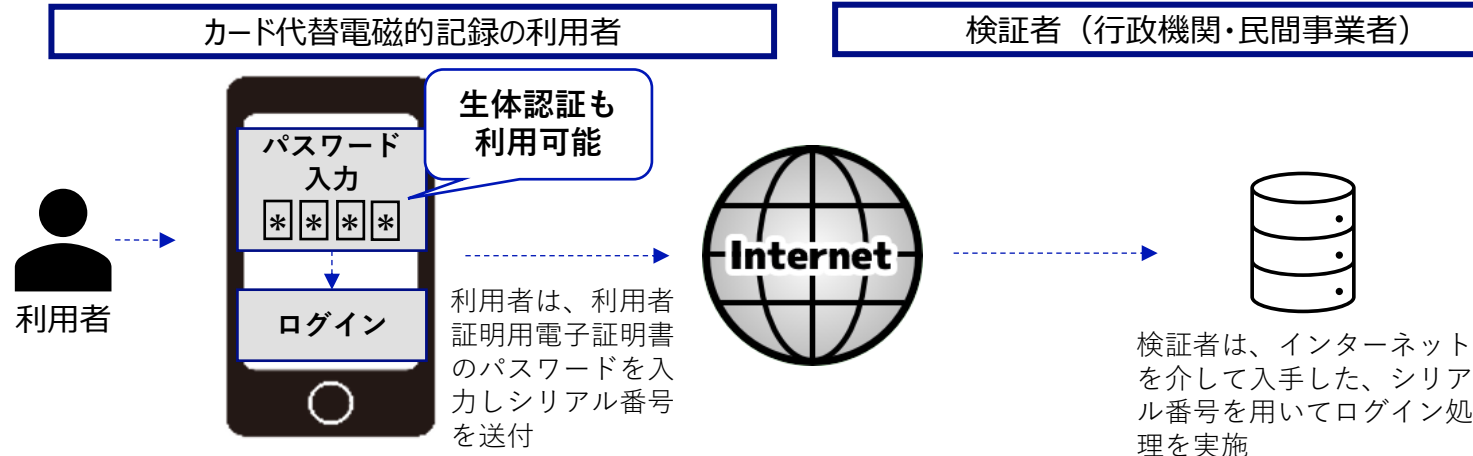 カード代替電磁的記録の利用者
検証者（行政機関・民間事業者）
生体認証も
利用可能
パスワード
入力
＊＊＊＊
ログイン
利用者
利用者は、利用者
証明用電子証明書
のパスワードを入
力しシリアル番号
を送付
Internet
検証者は、インターネット
を介して入手した、シリア
ル番号を用いてログイン処
理を実施